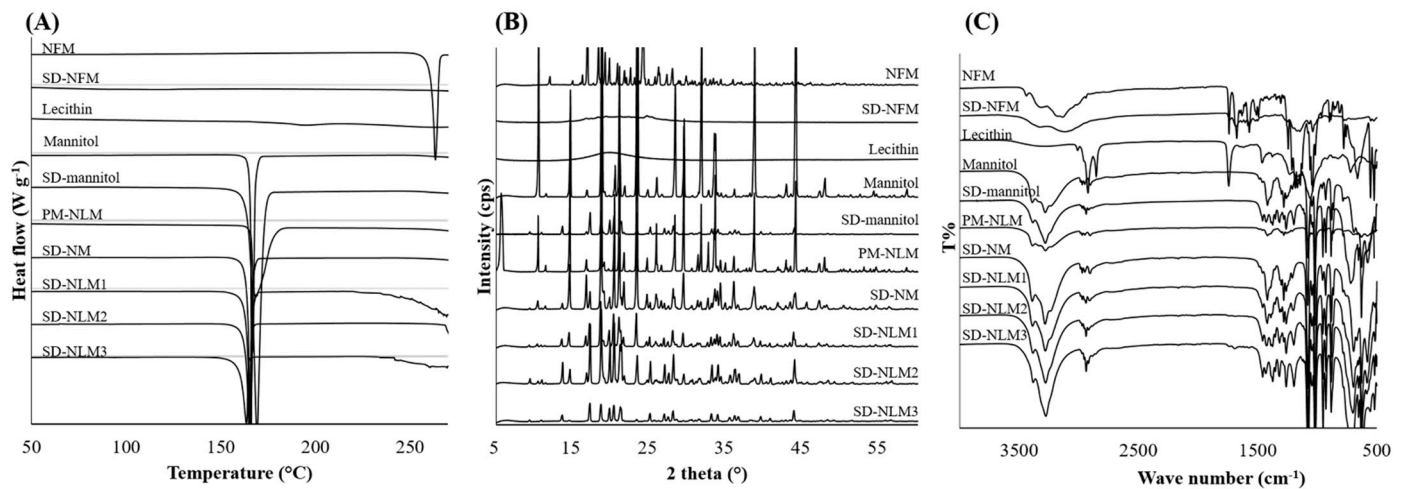 (A)
Heat flow (W g⁻¹)
NFM
SD-NFM
Lecithin
Mannitol
SD-mannitol
PM-NLM
SD-NM
SD-NLM1
SD-NLM2
SD-NLM3
50 100 150 200 250
Temperature (°C)
(B)
Intensity (cps)
NFM
SD-NFM
Lecithin
Mannitol
SD-mannitol
PM-NLM
SD-NM
SD-NLM1
SD-NLM2
SD-NLM3
5 15 25 35 45 55
2 theta (°)
(C)
T%
NFM
SD-NFM
Lecithin
Mannitol
SD-mannitol
PM-NLM
SD-NM
SD-NLM1
SD-NLM2
SD-NLM3
3500 2500 1500 500
Wave number (cm⁻¹)